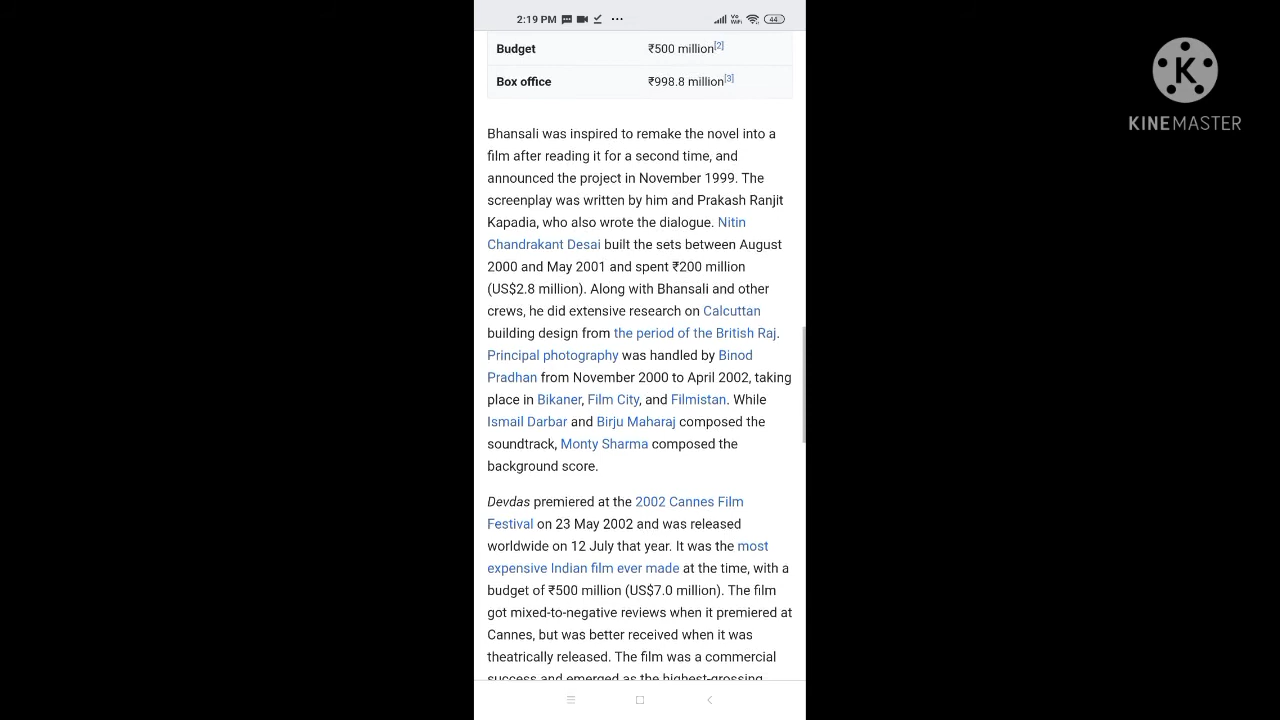 2:19 PM
Vo WiFi
44
Budget ₹500 million[2]
Box office ₹998.8 million[3]
K
KINEMASTER
Bhansali was inspired to remake the novel into a
film after reading it for a second time, and
announced the project in November 1999. The
screenplay was written by him and Prakash Ranjit
Kapadia, who also wrote the dialogue. Nitin
Chandrakant Desai built the sets between August
2000 and May 2001 and spent ₹200 million
(US$2.8 million). Along with Bhansali and other
crews, he did extensive research on Calcuttan
building design from the period of the British Raj.
Principal photography was handled by Binod
Pradhan from November 2000 to April 2002, taking
place in Bikaner, Film City, and Filmistan. While
Ismail Darbar and Birju Maharaj composed the
soundtrack, Monty Sharma composed the
background score.
Devdas premiered at the 2002 Cannes Film
Festival on 23 May 2002 and was released
worldwide on 12 July that year. It was the most
expensive Indian film ever made at the time, with a
budget of ₹500 million (US$7.0 million). The film
got mixed-to-negative reviews when it premiered at
Cannes, but was better received when it was
theatrically released. The film was a commercial
success and emerged as the highest-grossing